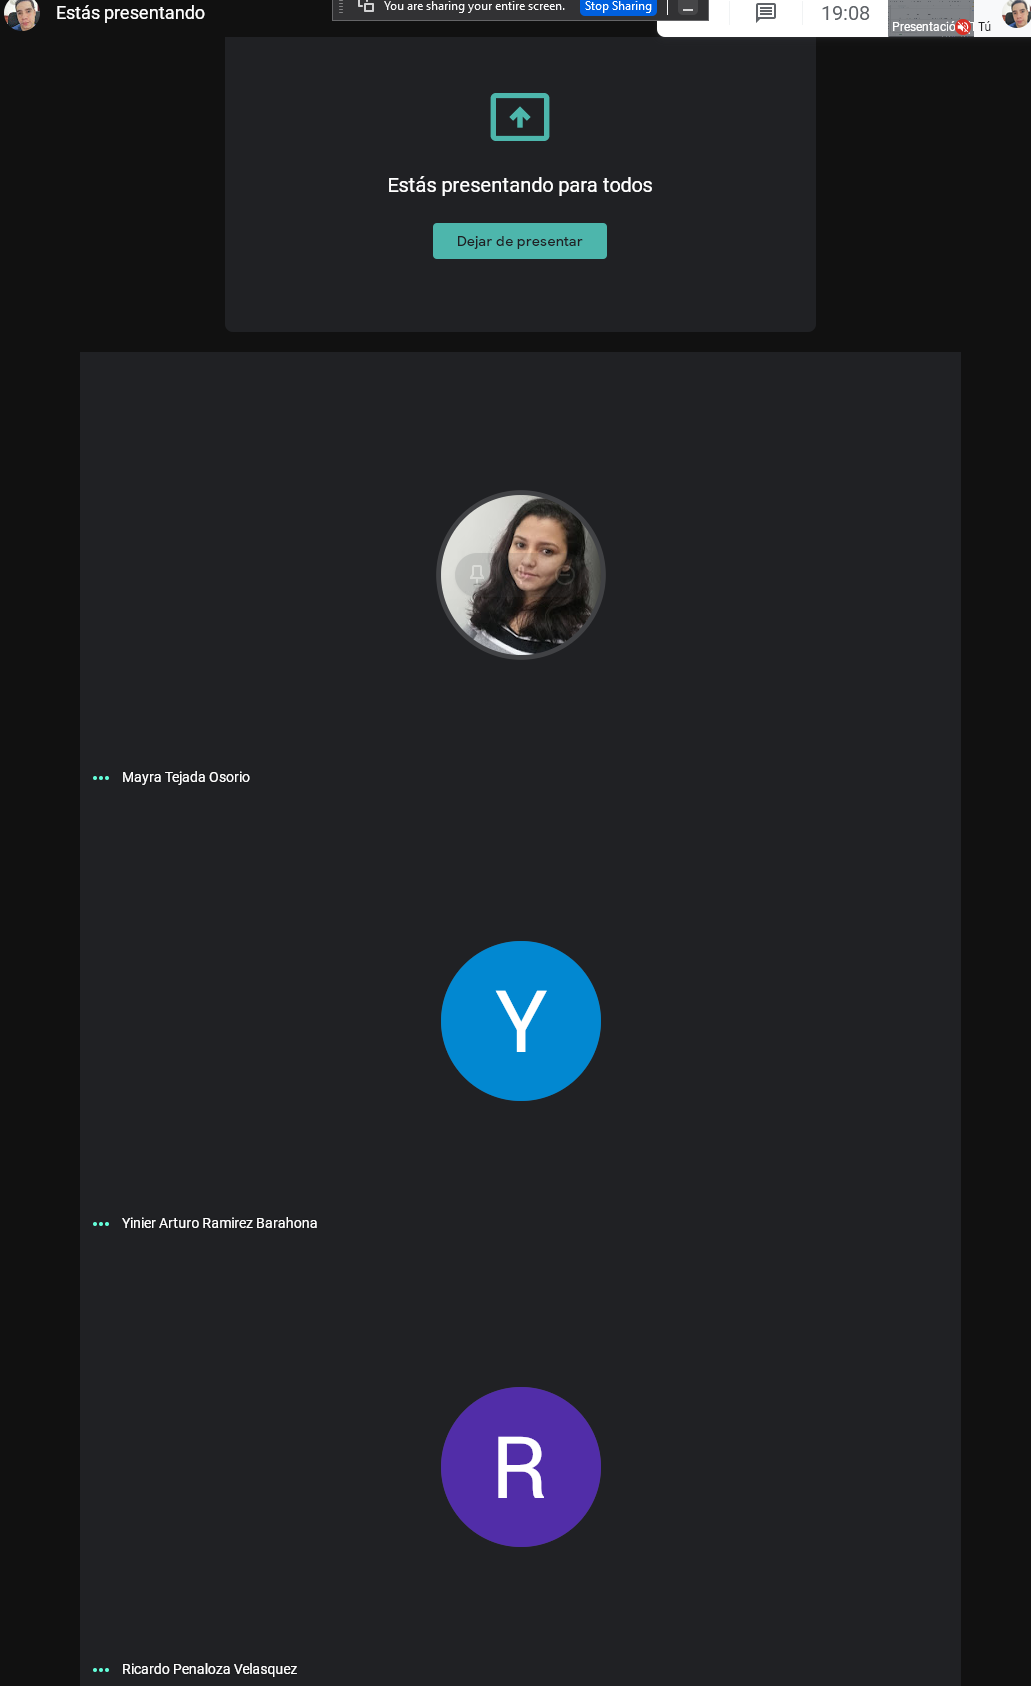 Estás presentando
You are sharing your entire screen. Stop Sharing
19:08
Presentació
Tú
Estás presentando para todos
Dejar de presentar
Mayra Tejada Osorio
Y
Yinier Arturo Ramirez Barahona
R
Ricardo Penaloza Velasquez